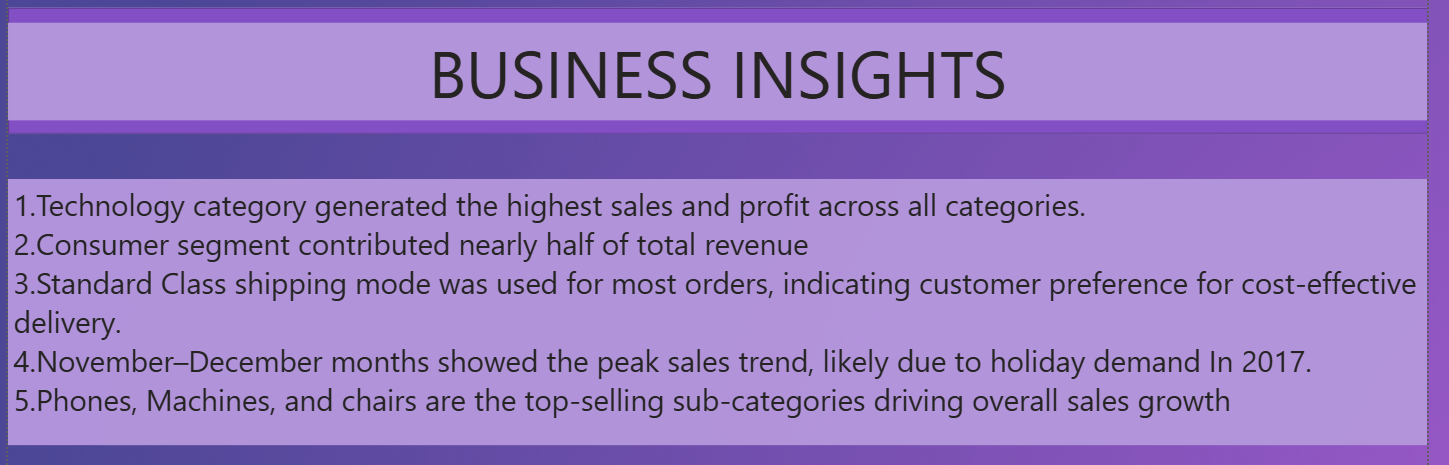 BUSINESS INSIGHTS
1.Technology category generated the highest sales and profit across all categories.
2.Consumer segment contributed nearly half of total revenue
3.Standard Class shipping mode was used for most orders, indicating customer preference for cost-effective
delivery.
4.November–December months showed the peak sales trend, likely due to holiday demand In 2017.
5.Phones, Machines, and chairs are the top-selling sub-categories driving overall sales growth